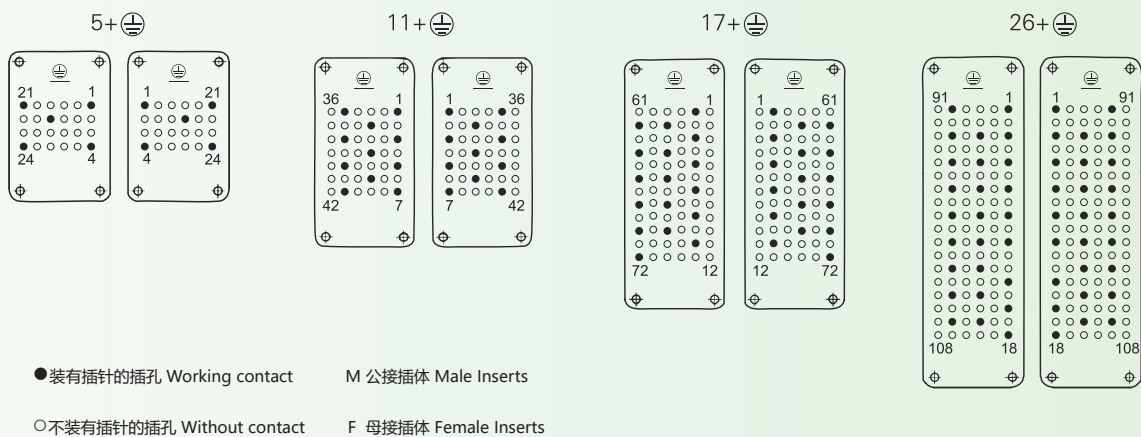 5+⏚ 11+⏚ 17+⏚ 26+⏚
21 1 1 21
36 1 1 36
61 1 1 61
91 1 1 91
24 4 4 24
42 7 7 42
72 12 12 72
108 18 18 108
●装有插针的插孔 Working contact M 公接插体 Male Inserts
○不装有插针的插孔 Without contact F 母接插体 Female Inserts